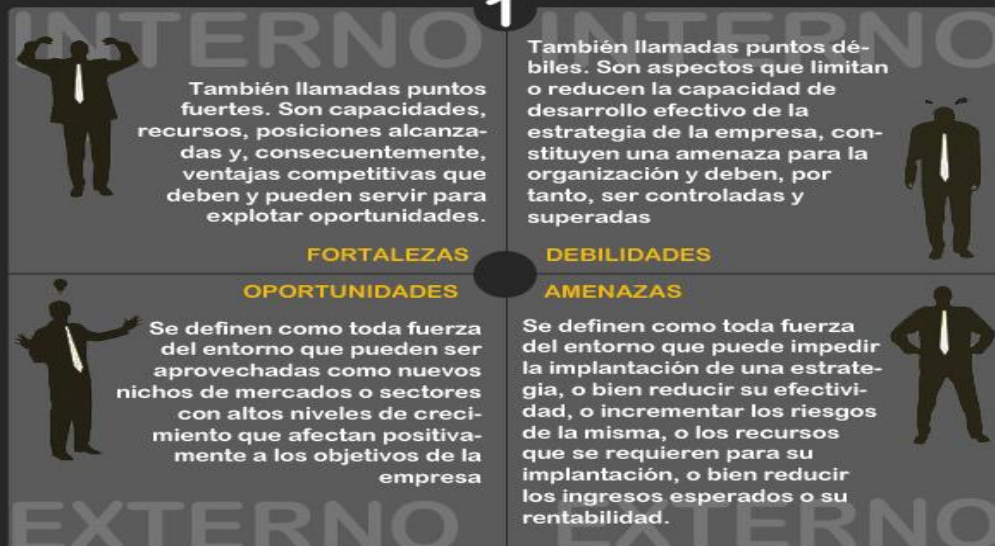 1
INTERNO
INTERNO
También llamadas puntos
fuertes. Son capacidades,
recursos, posiciones alcanza-
das y, consecuentemente,
ventajas competitivas que
deben y pueden servir para
explotar oportunidades.
FORTALEZAS
También llamadas puntos dé-
biles. Son aspectos que limitan
o reducen la capacidad de
desarrollo efectivo de la
estrategia de la empresa, con-
stituyen una amenaza para la
organización y deben, por
tanto, ser controladas y
superadas
DEBILIDADES
OPORTUNIDADES
Se definen como toda fuerza
del entorno que pueden ser
aprovechadas como nuevos
nichos de mercados o sectores
con altos niveles de creci-
miento que afectan positiva-
mente a los objetivos de la
empresa
EXTERNO
AMENAZAS
Se definen como toda fuerza
del entorno que puede impedir
la implantación de una estrate-
gia, o bien reducir su efectivi-
dad, o incrementar los riesgos
de la misma, o los recursos
que se requieren para su
implantación, o bien reducir
los ingresos esperados o su
rentabilidad.
EXTERNO